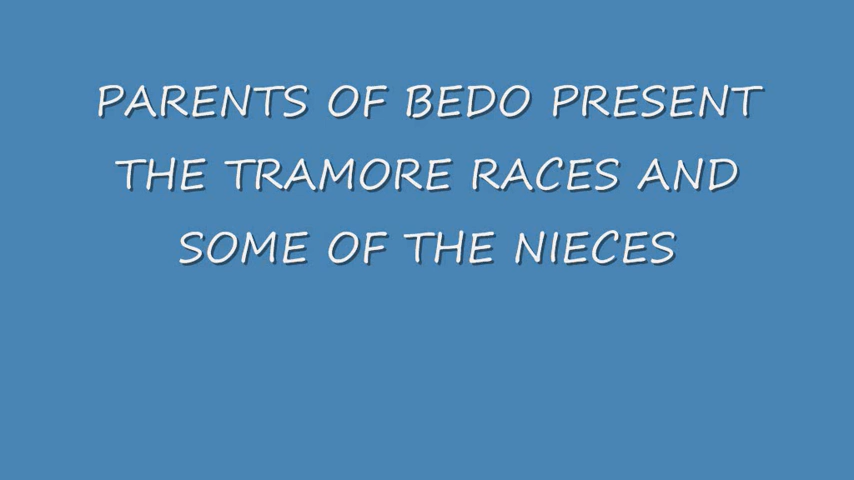 PARENTS OF BEDO PRESENT
THE TRAMORE RACES AND
SOME OF THE NIECES